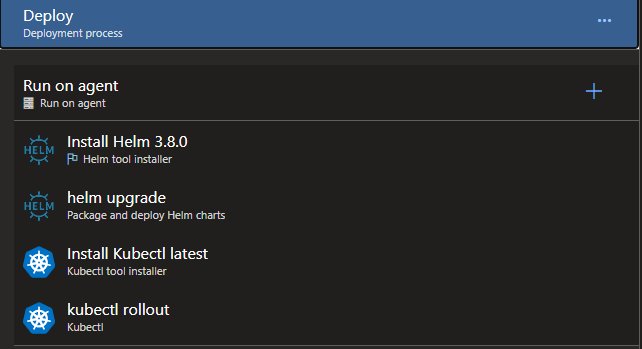 Deploy
Deployment process
Run on agent
Run on agent
HELM
Install Helm 3.8.0
Helm tool installer
HELM
helm upgrade
Package and deploy Helm charts
Install Kubectl latest
Kubectl tool installer
kubectl rollout
Kubectl